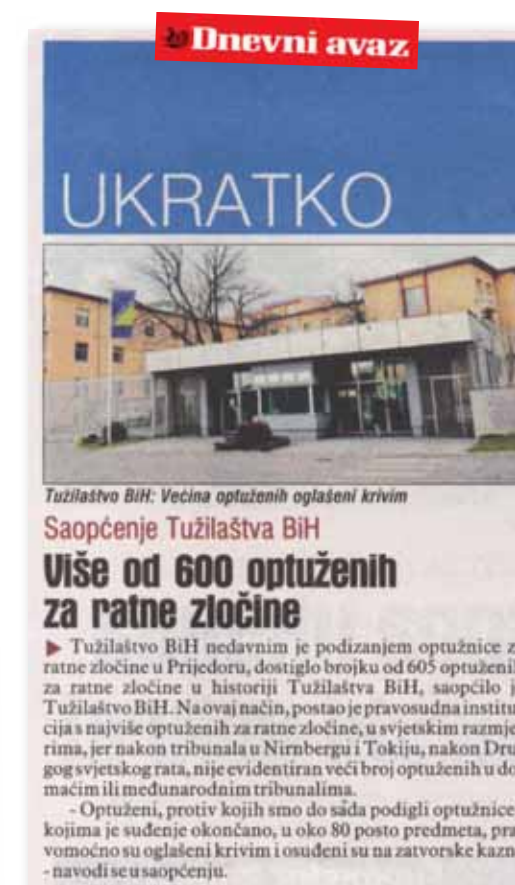 Dnevni avaz
UKRATKO
Tužilaštvo BiH: Većina optuženih oglašeni krivim
Saopćenje Tužilaštva BiH
Više od 600 optuženih
za ratne zločine
▶ Tužilaštvo BiH nedavnim je podizanjem optužnice z
ratne zločine u Prijedoru, dostiglo brojku od 605 optuženih
za ratne zločine u historiji Tužilaštva BiH, saopćilo j
Tužilaštvo BiH. Na ovaj način, postao je pravosudna institu
cija s najviše optuženih za ratne zločine, u svjetskim razmje
rima, jer nakon tribunala u Nirnbergu i Tokiju, nakon Dru
gog svjetskog rata, nije evidentiran veći broj optuženih u do
maćim ili međunarodnim tribunalima.
- Optuženi, protiv kojih smo do sada podigli optužnice
kojima je suđenje okončano, u oko 80 posto predmeta, pra
vomoćno su oglašeni krivim i osuđeni su na zatvorske kazn
- navodi se u saopćenju.